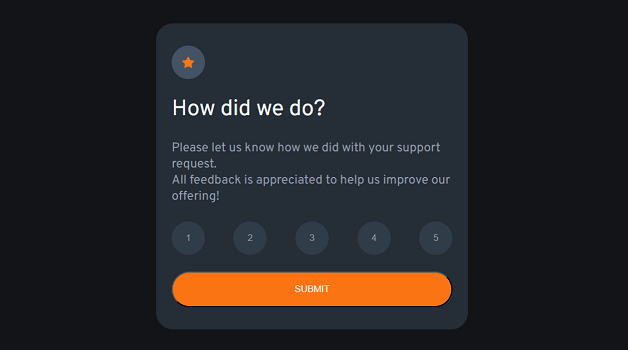 How did we do?
Please let us know how we did with your support
request.
All feedback is appreciated to help us improve our
offering!
1 2 3 4 5
SUBMIT